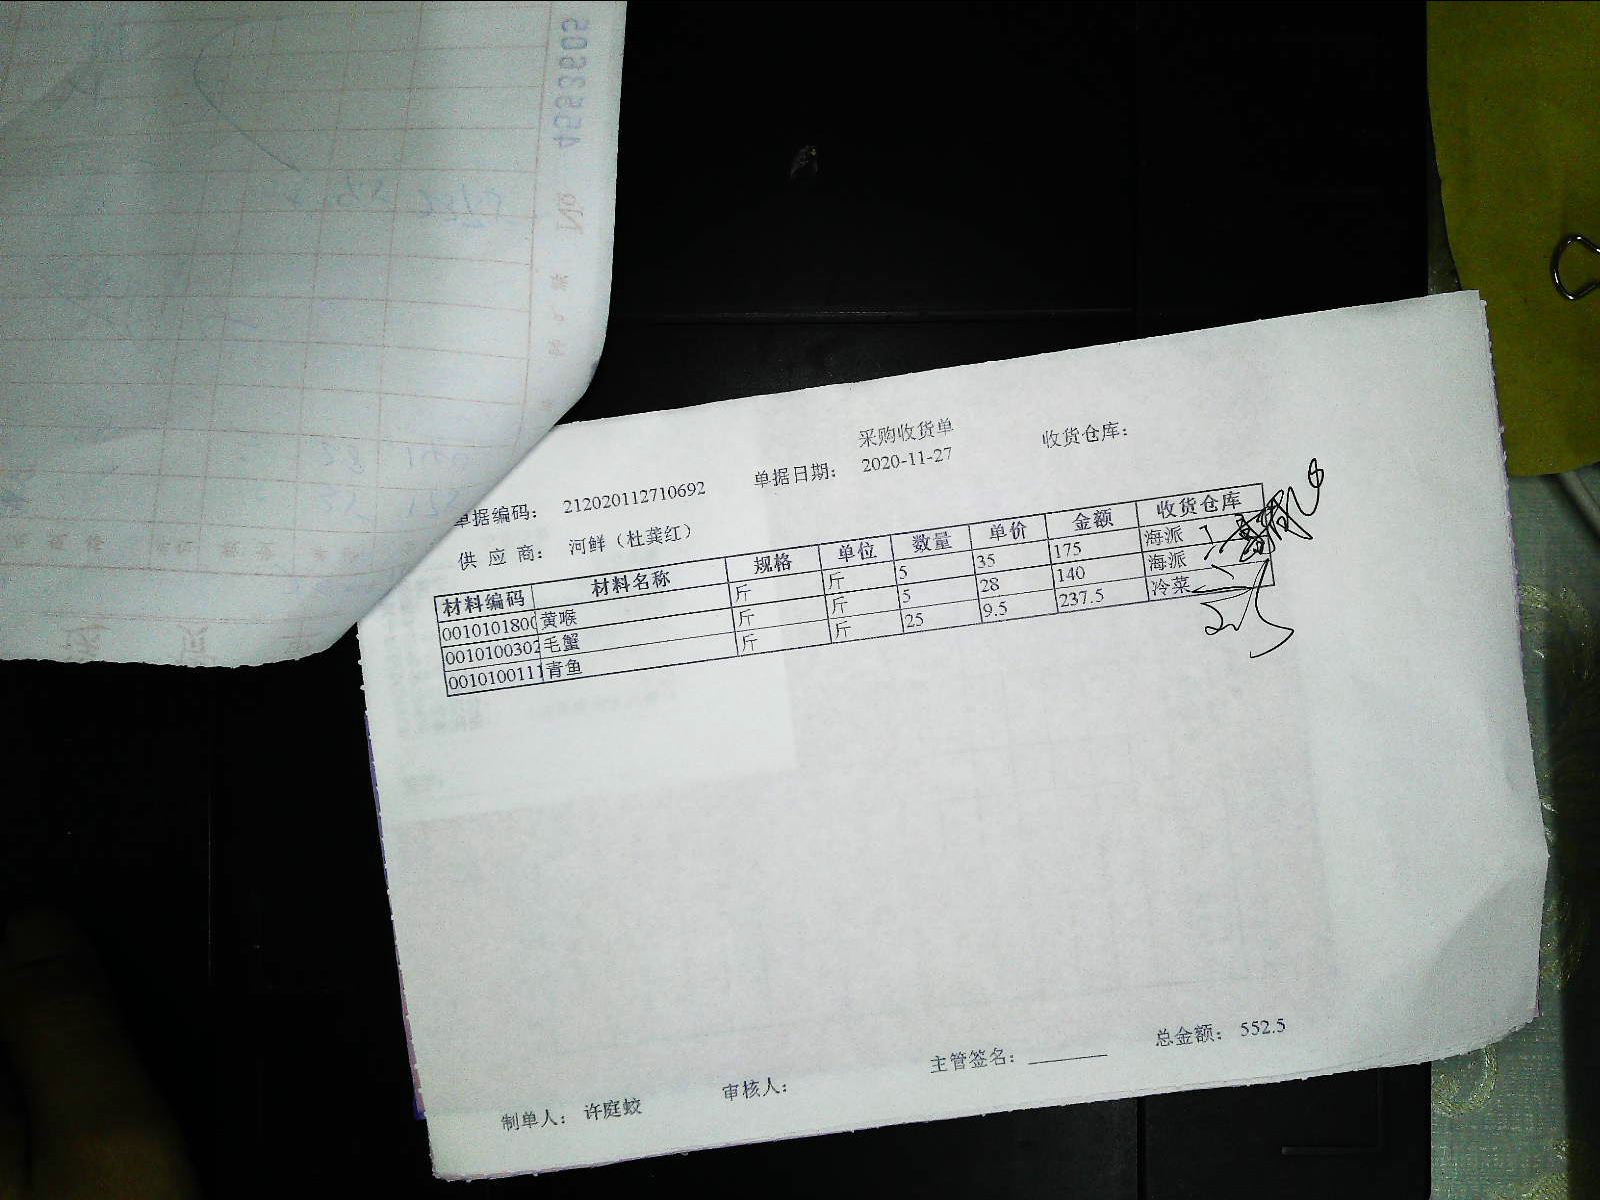 4553605
No
采购收货单
单据编码： 212020112710692 单据日期： 2020-11-27 收货仓库：
供 应 商： 河鲜（杜龚红）
材料编码 材料名称 规格 单位 数量 单价 金额 收货仓库
0010101800 黄喉 斤 斤 5 35 175 海派
0010100302 毛蟹 斤 斤 5 28 140 海派
0010100111 青鱼 斤 斤 25 9.5 237.5 冷菜
制单人： 许庭蛟 审核人： 主管签名： 总金额： 552.5